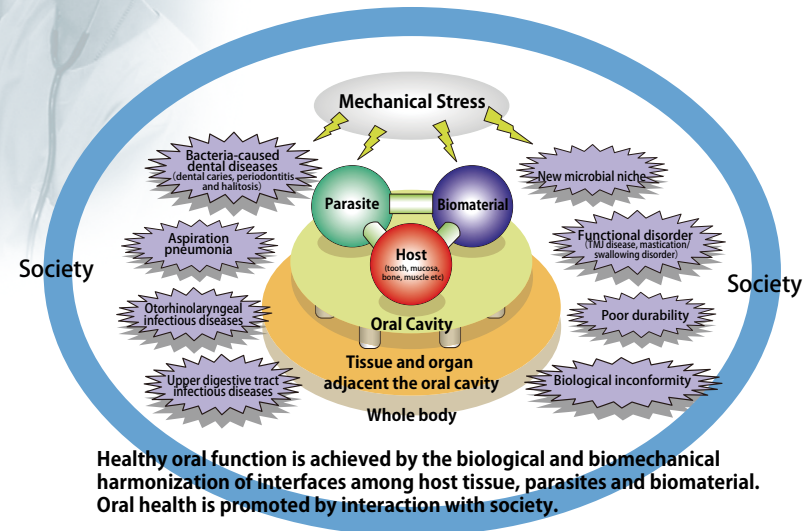 Mechanical Stress
Bacteria-caused
dental diseases
(dental caries, periodontitis
and halitosis)
New microbial niche
Parasite
Biomaterial
Aspiration
pneumonia
Host
(tooth, mucosa,
bone, muscle etc)
Functional disorder
(TMJ disease, mastication/
swallowing disorder)
Society
Society
Otorhinolaryngeal
infectious diseases
Poor durability
Oral Cavity
Tissue and organ
adjacent the oral cavity
Upper digestive tract
infectious diseases
Biological inconformity
Whole body
Healthy oral function is achieved by the biological and biomechanical
harmonization of interfaces among host tissue, parasites and biomaterial.
Oral health is promoted by interaction with society.